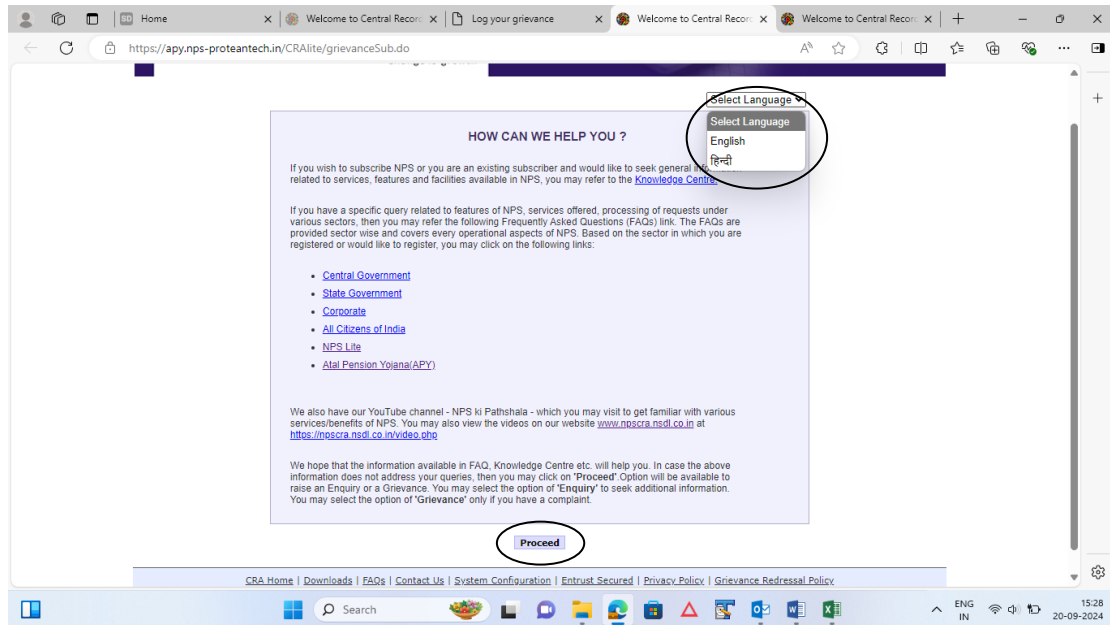 Home
Welcome to Central Record
Log your grievance
Welcome to Central Record
Welcome to Central Record
https://apy.nps-proteantech.in/CRAlite/grievanceSub.do
Select Language
Select Language
English
हिन्दी
HOW CAN WE HELP YOU ?
If you wish to subscribe NPS or you are an existing subscriber and would like to seek general information
related to services, features and facilities available in NPS, you may refer to the Knowledge Centre.
If you have a specific query related to features of NPS, services offered, processing of requests under
various sectors, then you may refer the following Frequently Asked Questions (FAQs) link. The FAQs are
provided sector wise and covers every operational aspects of NPS. Based on the sector in which you are
registered or would like to register, you may click on the following links:
Central Government
State Government
Corporate
All Citizens of India
NPS Lite
Atal Pension Yojana(APY)
We also have our YouTube channel - NPS ki Pathshala - which you may visit to get familiar with various
services/benefits of NPS. You may also view the videos on our website www.npscra.nsdl.co.in at
https://npscra.nsdl.co.in/video.php
We hope that the information available in FAQ, Knowledge Centre etc. will help you. In case the above
information does not address your queries, then you may click on 'Proceed'.Option will be available to
raise an Enquiry or a Grievance. You may select the option of 'Enquiry' to seek additional information.
You may select the option of 'Grievance' only if you have a complaint.
Proceed
CRA Home | Downloads | FAQs | Contact Us | System Configuration | Entrust Secured | Privacy Policy | Grievance Redressal Policy
Search
ENG
IN
15:28
20-09-2024